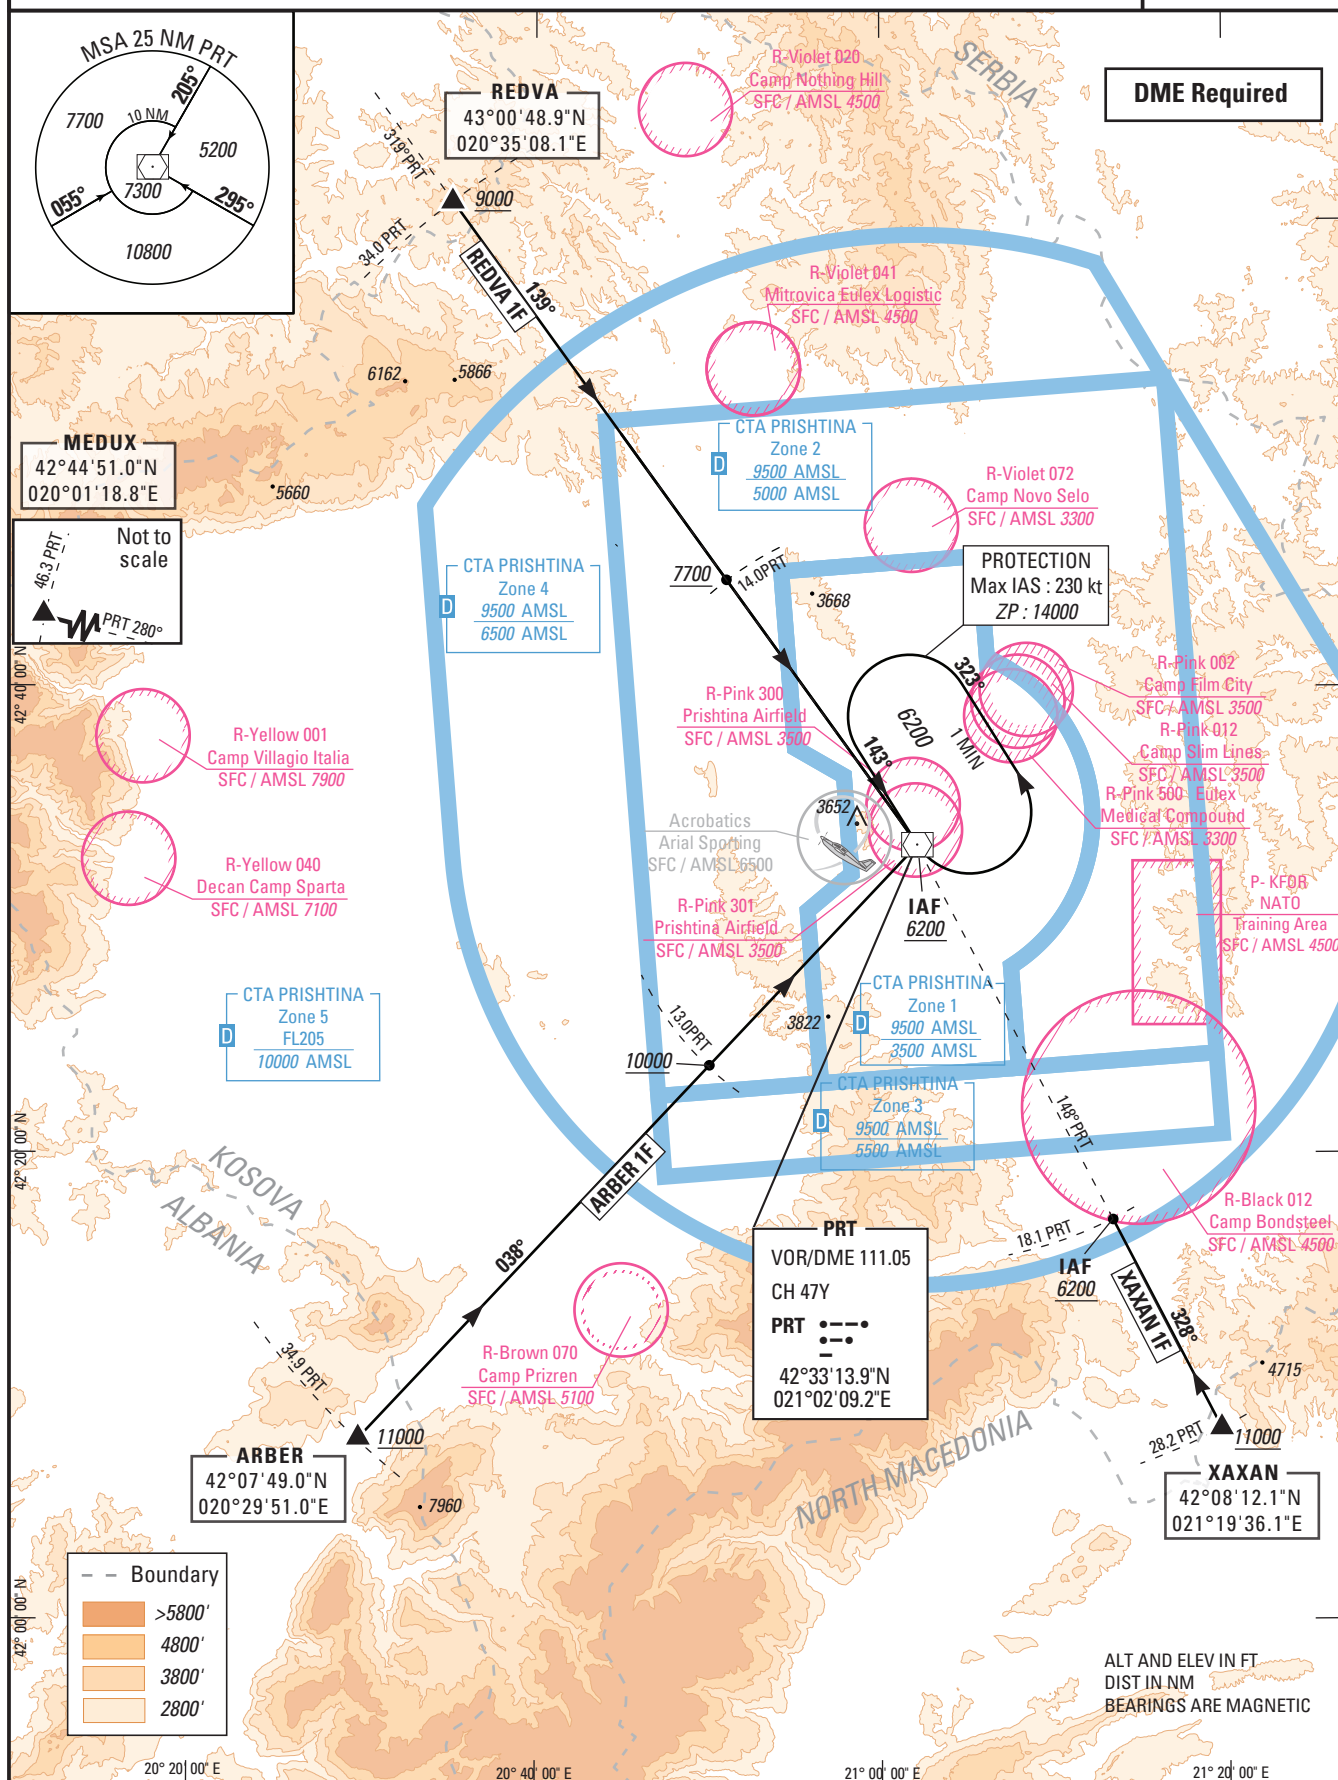 MSA 25 NM PRT
205°
7700
10 NM
5200
7300
055°
295°
10800
REDVA
43°00'48.9"N
020°35'08.1"E
319°PRT
9000
34.0 PRT
REDVA 1F
139°
R-Violet 020
Camp Nothing Hill
SFC / AMSL 4500
SERBIA
DME Required
R-Violet 041
Mitrovica Eulex Logistic
SFC / AMSL 4500
6162
5866
5660
MEDUX
42°44'51.0"N
020°01'18.8"E
Not to
scale
46.3 PRT
PRT 280°
CTA PRISHTINA
Zone 2
9500 AMSL
5000 AMSL
D
R-Violet 072
Camp Novo Selo
SFC / AMSL 3300
CTA PRISHTINA
Zone 4
9500 AMSL
6500 AMSL
D
7700
14.0PRT
3668
PROTECTION
Max IAS : 230 kt
ZP : 14000
42° 40' 00" N
R-Yellow 001
Camp Villagio Italia
SFC / AMSL 7900
R-Pink 300
Prishtina Airfield
SFC / AMSL 3500
143°
6200
1 MIN
323°
R-Pink 002
Camp Film City
SFC / AMSL 3500
R-Pink 012
Camp Slim Lines
SFC / AMSL 3500
R-Pink 500 Eulex
Medical Compound
SFC / AMSL 3300
3652
Acrobatics
Arial Sporting
SFC / AMSL 6500
R-Yellow 040
Decan Camp Sparta
SFC / AMSL 7100
R-Pink 301
Prishtina Airfield
SFC / AMSL 3500
IAF
6200
P- KFOR
NATO
Training Area
SFC / AMSL 4500
CTA PRISHTINA
Zone 5
FL205
10000 AMSL
D
13.0PRT
10000
3822
CTA PRISHTINA
Zone 1
9500 AMSL
3500 AMSL
D
CTA PRISHTINA
Zone 3
9500 AMSL
5500 AMSL
D
148°PRT
42° 20' 00" N
KOSOVA
ALBANIA
ARBER 1F
038°
R-Black 012
Camp Bondsteel
SFC / AMSL 4500
18.1 PRT
IAF
6200
XAXAN 1F
328°
PRT
VOR/DME 111.05
CH 47Y
PRT
42°33'13.9"N
021°02'09.2"E
R-Brown 070
Camp Prizren
SFC / AMSL 5100
34.9 PRT
4715
11000
28.2 PRT
11000
ARBER
42°07'49.0"N
020°29'51.0"E
7960
NORTH MACEDONIA
XAXAN
42°08'12.1"N
021°19'36.1"E
42° 00' 00" N
Boundary
>5800'
4800'
3800'
2800'
ALT AND ELEV IN FT
DIST IN NM
BEARINGS ARE MAGNETIC
20° 20' 00" E
20° 40' 00" E
21° 00' 00" E
21° 20' 00" E